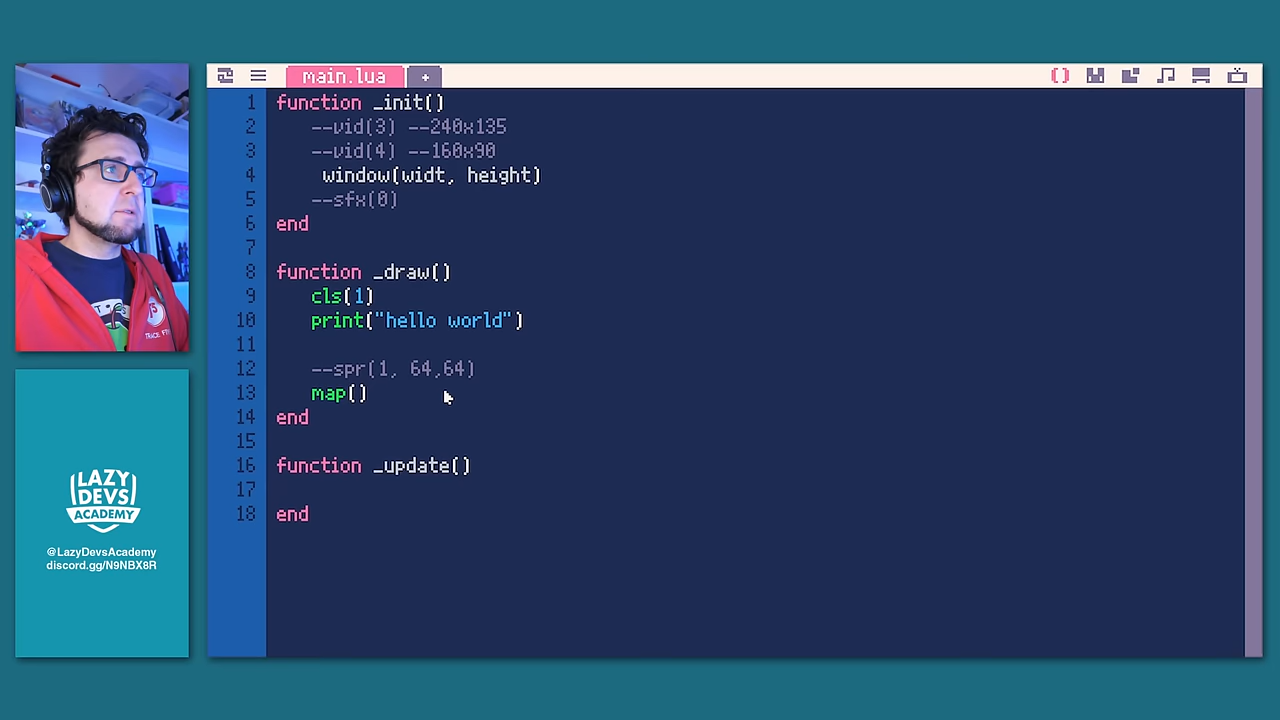 main.lua
+
1 function _init()
2 --vid(3) --240x135
3 --vid(4) --160x90
4 window(widt, height)
5 --sfx(0)
6 end
7
8 function _draw()
9 cls(1)
10 print("hello world")
11
12 --spr(1, 64,64)
13 map()
14 end
15
16 function _update()
17
18 end
LAZY
DEVS
ACADEMY
@LazyDevsAcademy
discord.gg/N9NBX8R